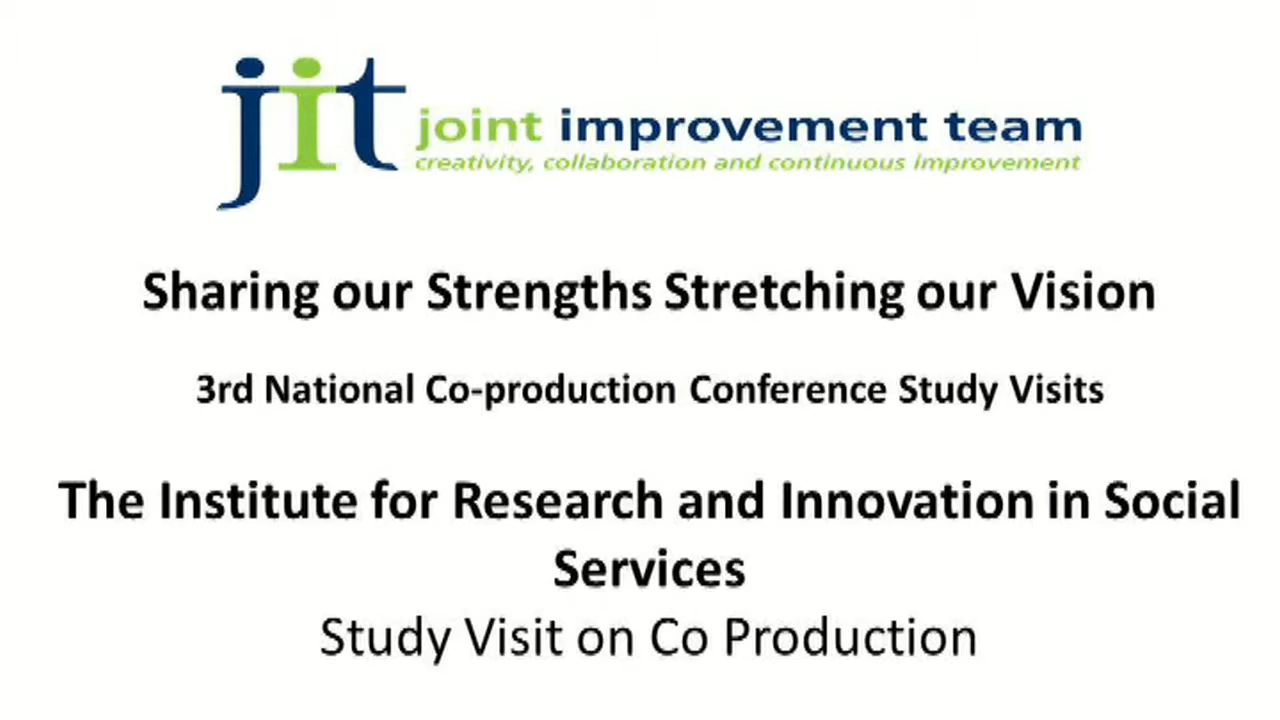 jit joint improvement team
creativity, collaboration and continuous improvement
Sharing our Strengths Stretching our Vision
3rd National Co-production Conference Study Visits
The Institute for Research and Innovation in Social
Services
Study Visit on Co Production